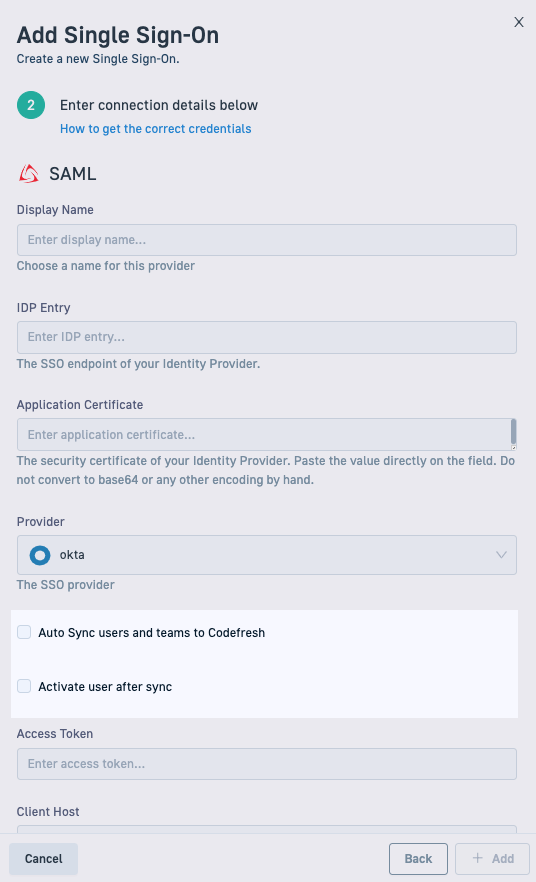 X
Add Single Sign-On
Create a new Single Sign-On.
2 Enter connection details below
How to get the correct credentials
SAML
Display Name
Enter display name...
Choose a name for this provider
IDP Entry
Enter IDP entry...
The SSO endpoint of your Identity Provider.
Application Certificate
Enter application certificate...
The security certificate of your Identity Provider. Paste the value directly on the field. Do
not convert to base64 or any other encoding by hand.
Provider
okta
The SSO provider
Auto Sync users and teams to Codefresh
Activate user after sync
Access Token
Enter access token...
Client Host
Cancel Back + Add